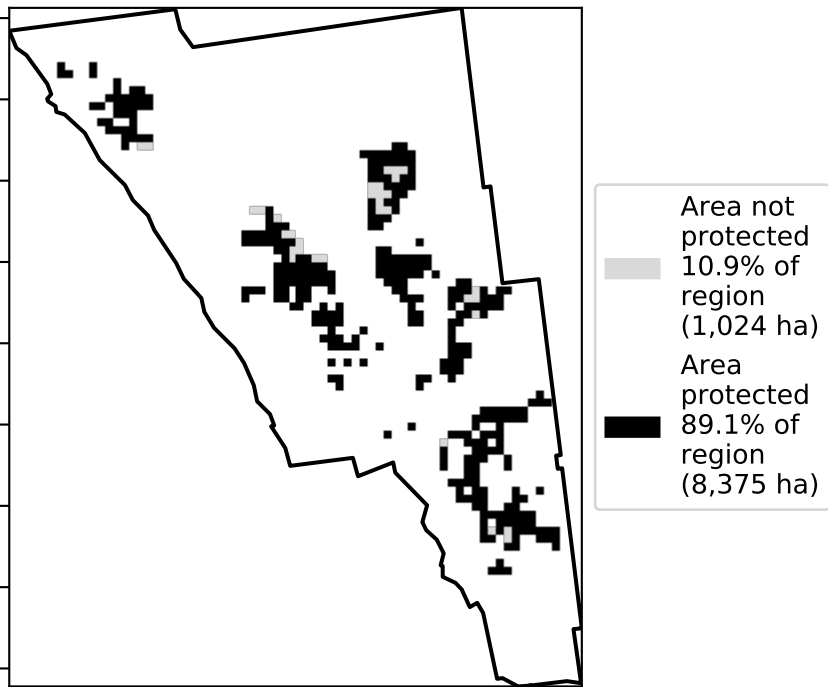 Area not
protected
10.9% of
region
(1,024 ha)
Area
protected
89.1% of
region
(8,375 ha)